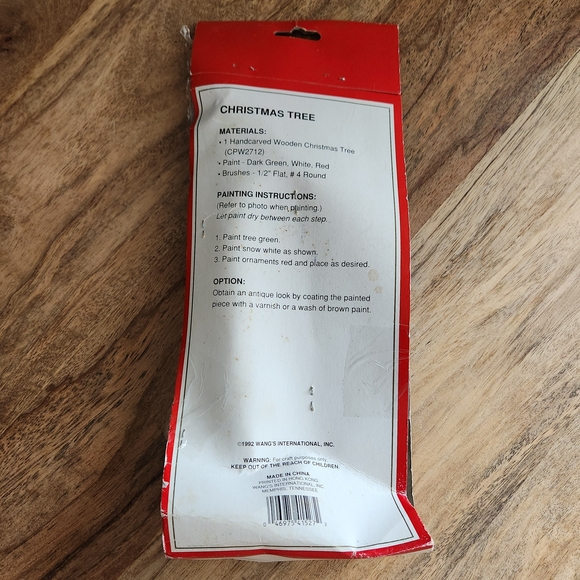 CHRISTMAS TREE
MATERIALS:
• 1 Handcarved Wooden Christmas Tree
(CPW2712)
• Paint - Dark Green, White, Red
• Brushes - 1/2" Flat, # 4 Round
PAINTING INSTRUCTIONS:
(Refer to photo when painting.)
Let paint dry between each step.
1. Paint tree green.
2. Paint snow white as shown.
3. Paint ornaments red and place as desired.
OPTION:
Obtain an antique look by coating the painted
piece with a varnish or a wash of brown paint.
©1992 WANG'S INTERNATIONAL, INC.
WARNING: For craft purposes only.
KEEP OUT OF THE REACH OF CHILDREN.
MADE IN CHINA
PRINTED IN HONG KONG
WANG'S INTERNATIONAL, INC.
MEMPHIS, TENNESSEE
0 46975 41527 3